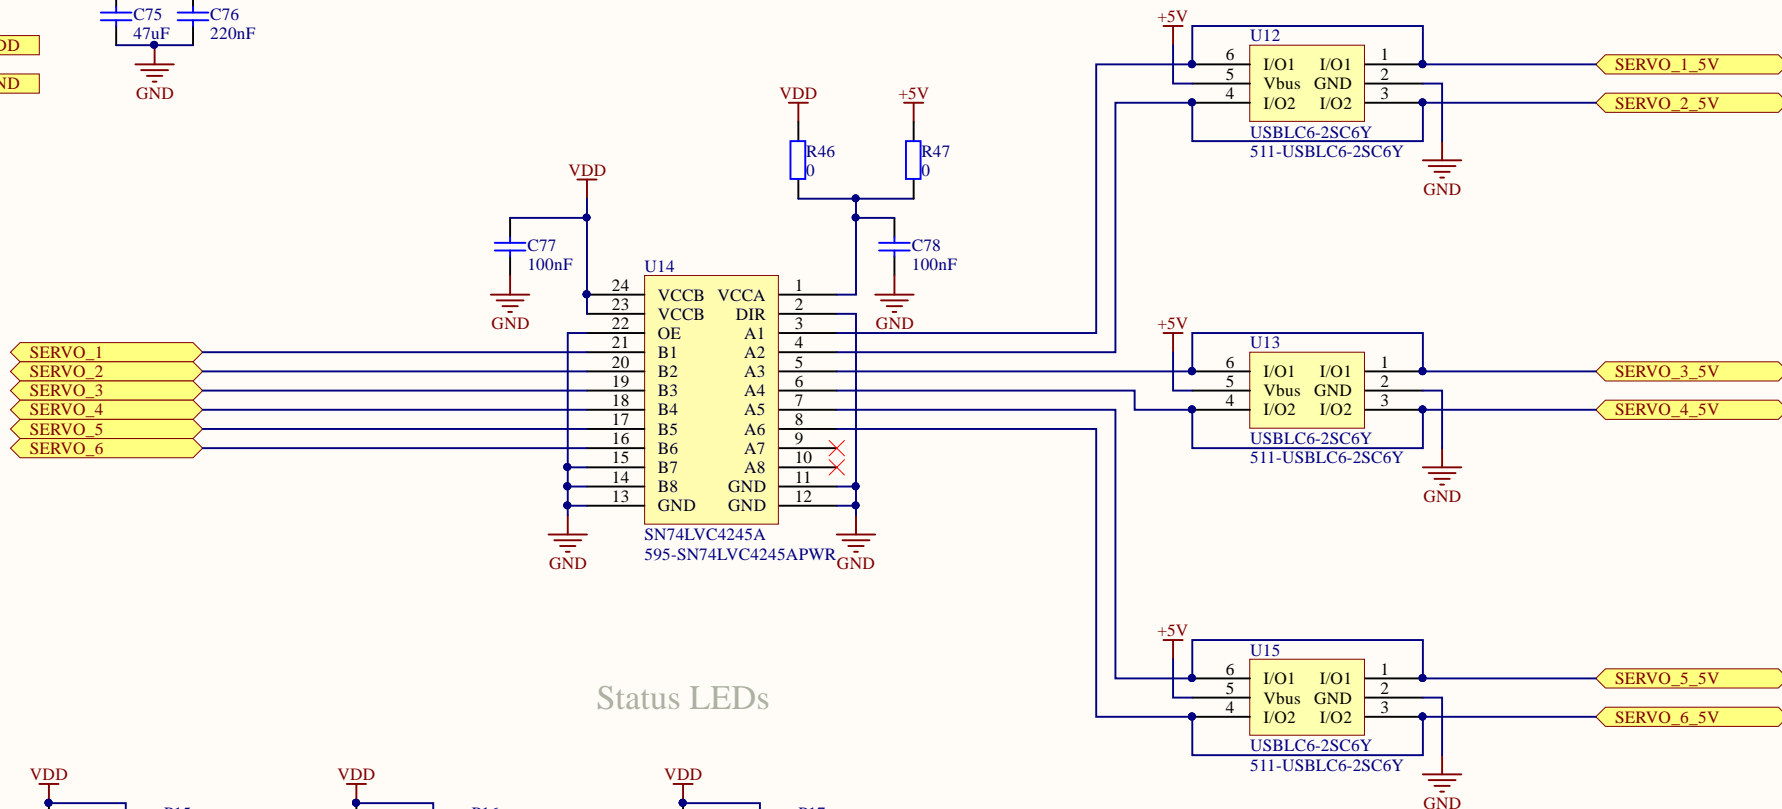 C75
47uF
C76
220nF
GND
VDD
C77
100nF
GND
VDD
R46
0
+5V
R47
0
C78
100nF
GND
U14
24 VCCB VCCA 1
23 VCCB DIR 2
22 OE A1 3
21 B1 A2 4
20 B2 A3 5
19 B3 A4 6
18 B4 A5 7
17 B5 A6 8
16 B6 A7 9
15 B7 A8 10
14 B8 GND 11
13 GND GND 12
SN74LVC4245A
595-SN74LVC4245APWR
GND
GND
SERVO_1
SERVO_2
SERVO_3
SERVO_4
SERVO_5
SERVO_6
+5V
U12
6 I/O1 I/O1 1
5 Vbus GND 2
4 I/O2 I/O2 3
USBLC6-2SC6Y
511-USBLC6-2SC6Y
GND
SERVO_1_5V
SERVO_2_5V
+5V
U13
6 I/O1 I/O1 1
5 Vbus GND 2
4 I/O2 I/O2 3
USBLC6-2SC6Y
511-USBLC6-2SC6Y
GND
SERVO_3_5V
SERVO_4_5V
+5V
U15
6 I/O1 I/O1 1
5 Vbus GND 2
4 I/O2 I/O2 3
USBLC6-2SC6Y
511-USBLC6-2SC6Y
GND
SERVO_5_5V
SERVO_6_5V
Status LEDs
VDD
VDD
VDD